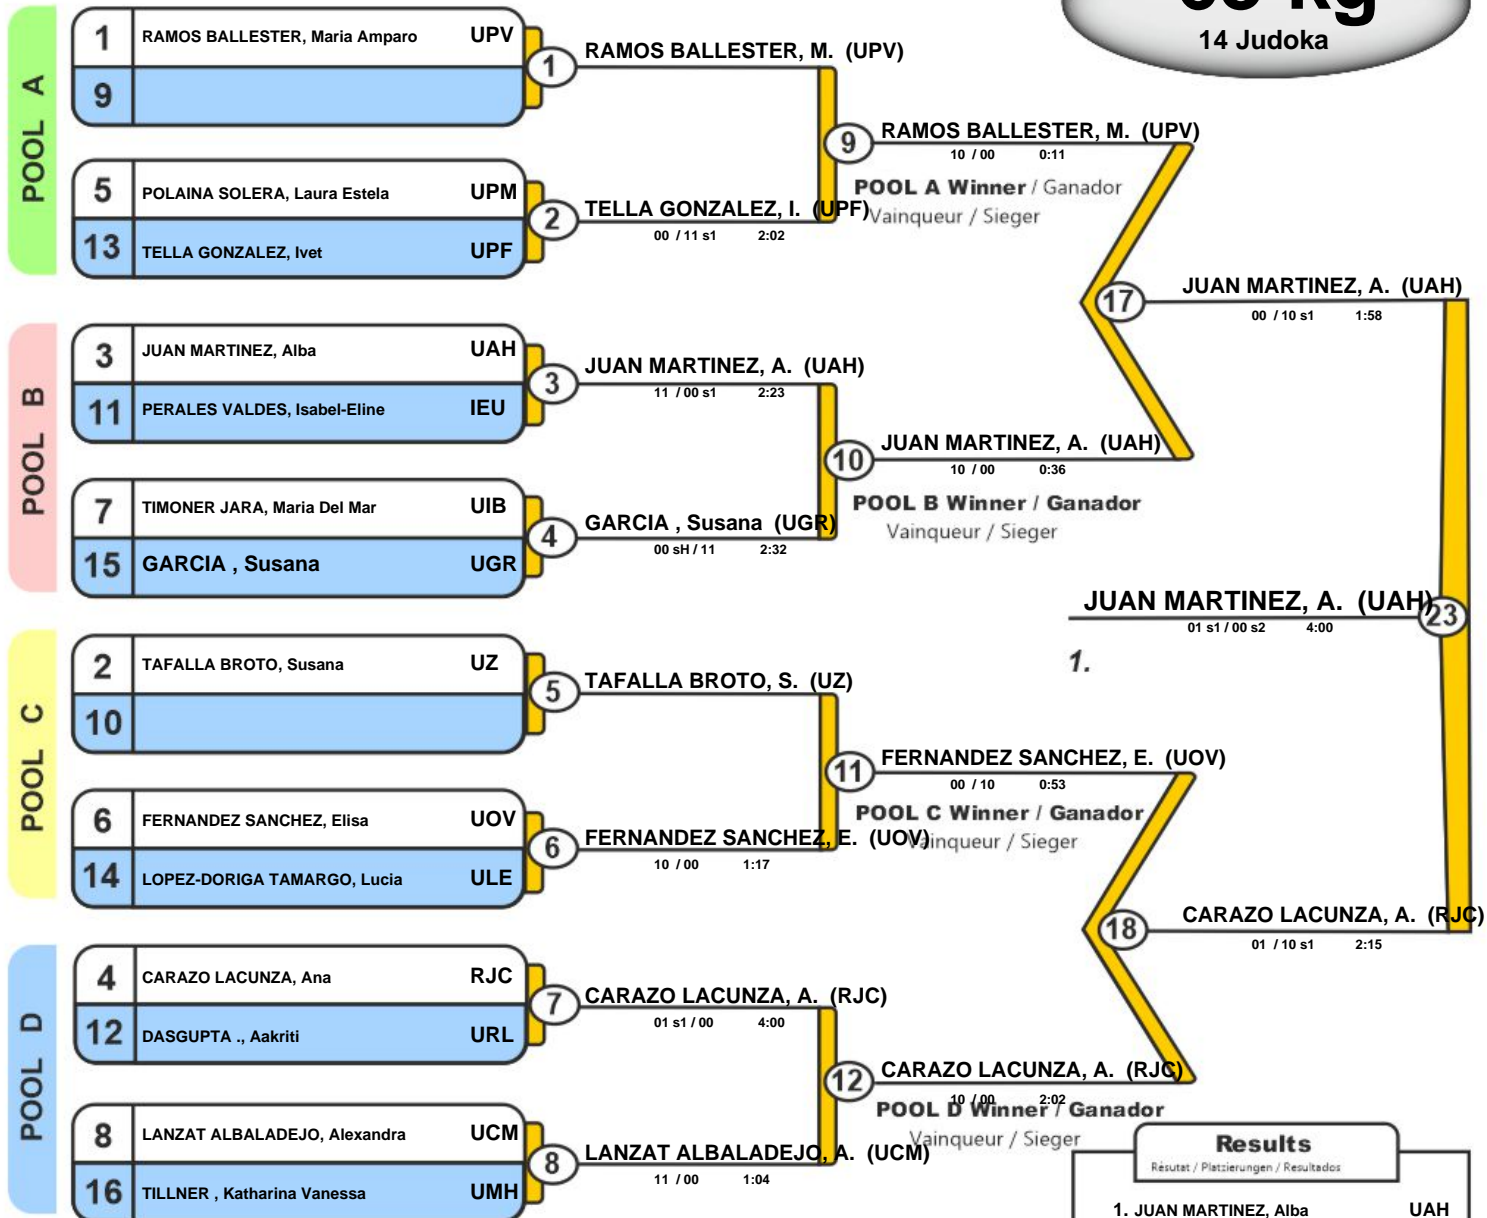 14 Judoka
POOL A
1 RAMOS BALLESTER, Maria Amparo UPV
9
1
RAMOS BALLESTER, M. (UPV)
5 POLAINA SOLERA, Laura Estela UPM
13 TELLA GONZALEZ, Ivet UPF
2
TELLA GONZALEZ, I. (UPF)
00 / 11 s1 2:02
9
RAMOS BALLESTER, M. (UPV)
10 / 00 0:11
POOL A Winner / Ganador
Vainqueur / Sieger
POOL B
3 JUAN MARTINEZ, Alba UAH
11 PERALES VALDES, Isabel-Eline IEU
3
JUAN MARTINEZ, A. (UAH)
11 / 00 s1 2:23
7 TIMONER JARA, Maria Del Mar UIB
15 GARCIA , Susana UGR
4
GARCIA , Susana (UGR)
00 sH / 11 2:32
10
JUAN MARTINEZ, A. (UAH)
10 / 00 0:36
POOL B Winner / Ganador
Vainqueur / Sieger
17
JUAN MARTINEZ, A. (UAH)
00 / 10 s1 1:58
POOL C
2 TAFALLA BROTO, Susana UZ
10
5
TAFALLA BROTO, S. (UZ)
6 FERNANDEZ SANCHEZ, Elisa UOV
14 LOPEZ-DORIGA TAMARGO, Lucia ULE
6
FERNANDEZ SANCHEZ, E. (UOV)
10 / 00 1:17
11
FERNANDEZ SANCHEZ, E. (UOV)
00 / 10 0:53
POOL C Winner / Ganador
Vainqueur / Sieger
POOL D
4 CARAZO LACUNZA, Ana RJC
12 DASGUPTA ., Aakriti URL
7
CARAZO LACUNZA, A. (RJC)
01 s1 / 00 4:00
8 LANZAT ALBALADEJO, Alexandra UCM
16 TILLNER , Katharina Vanessa UMH
8
LANZAT ALBALADEJO, A. (UCM)
11 / 00 1:04
12
CARAZO LACUNZA, A. (RJC)
10 / 00 2:02
POOL D Winner / Ganador
Vainqueur / Sieger
18
CARAZO LACUNZA, A. (RJC)
01 / 10 s1 2:15
23
JUAN MARTINEZ, A. (UAH)
01 s1 / 00 s2 4:00
1.
Results
Résutat / Platzierungen / Resultados
1. JUAN MARTINEZ, Alba UAH